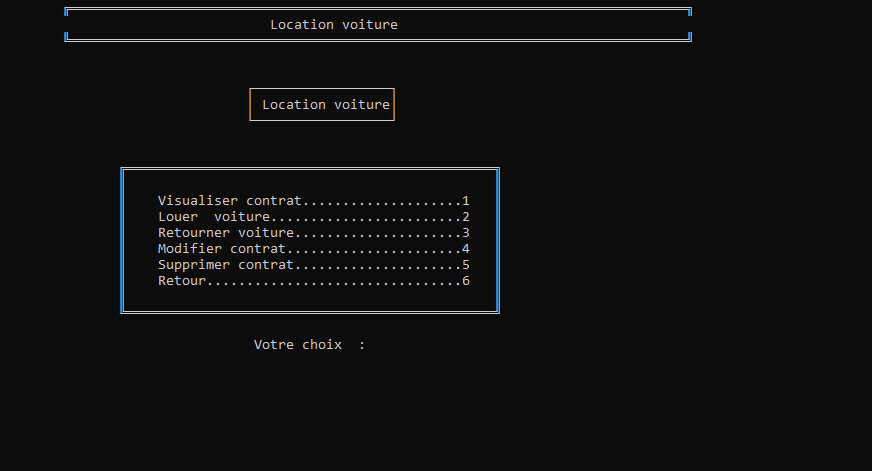 Location voiture
Location voiture
Visualiser contrat....................1
Louer  voiture........................2
Retourner voiture.....................3
Modifier contrat......................4
Supprimer contrat.....................5
Retour................................6
Votre choix  :